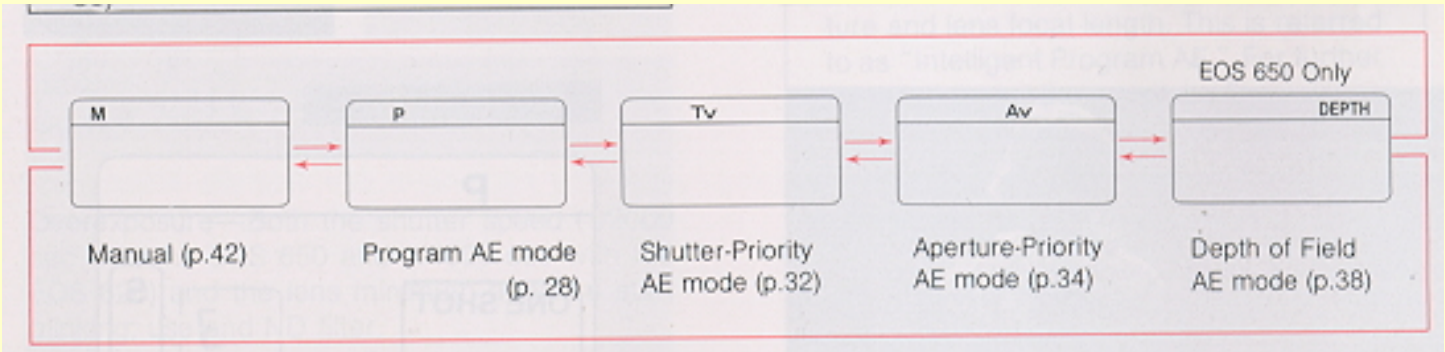 EOS 650 Only
M
P
Tv
Av
DEPTH
Manual (p.42)
Program AE mode
(p. 28)
Shutter-Priority
AE mode (p.32)
Aperture-Priority
AE mode (p.34)
Depth of Field
AE mode (p.38)